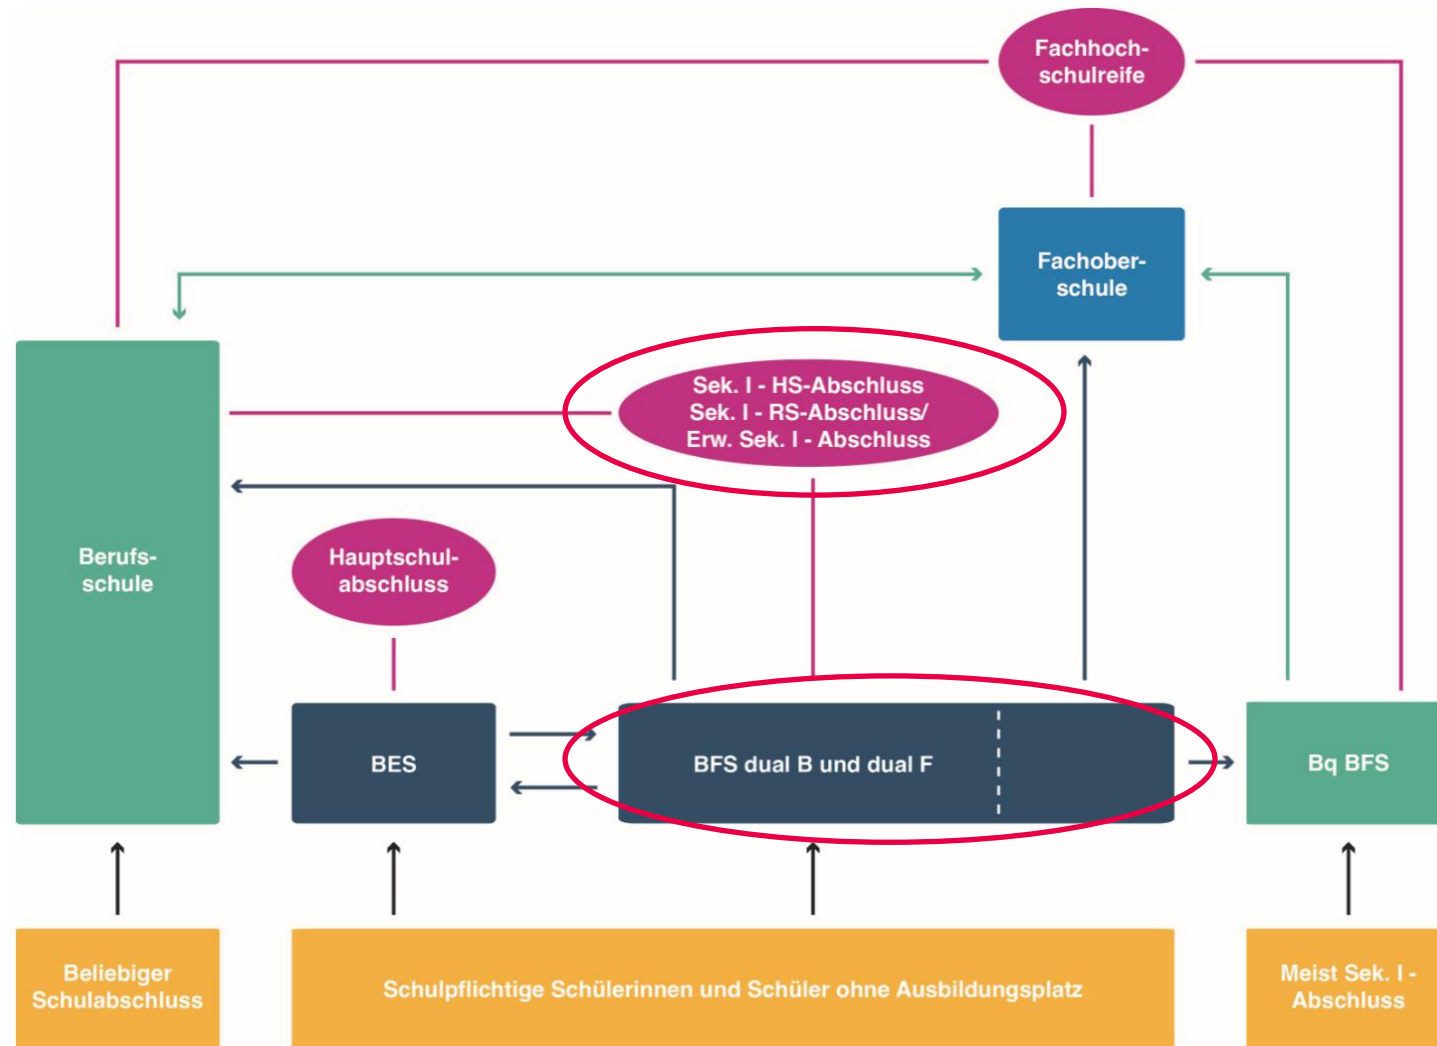 Fachhoch-
schulreife
Fachober-
schule
Sek. I - HS-Abschluss
Sek. I - RS-Abschluss/
Erw. Sek. I - Abschluss
Berufs-
schule
Hauptschul-
abschluss
BES
BFS dual B und dual F
Bq BFS
Beliebiger
Schulabschluss
Schulpflichtige Schülerinnen und Schüler ohne Ausbildungsplatz
Meist Sek. I -
Abschluss